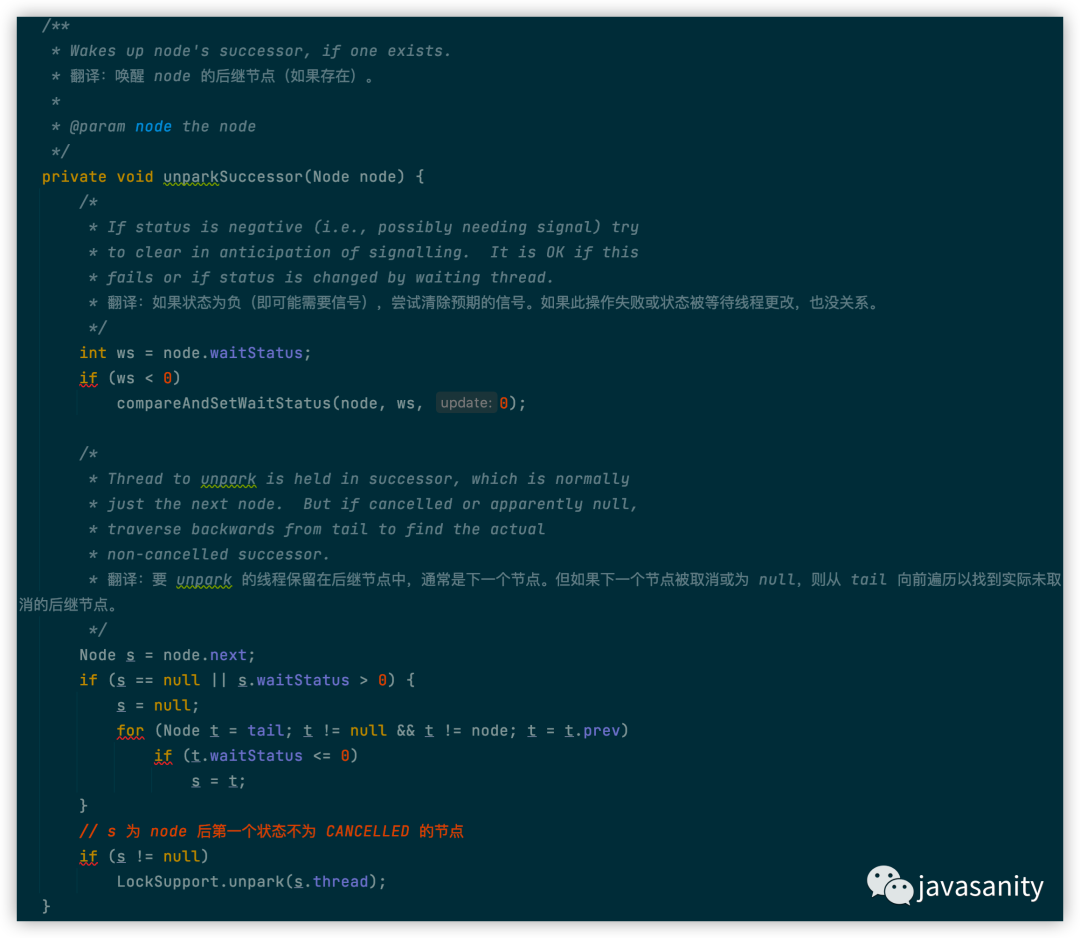 /**
 * Wakes up node's successor, if one exists.
 * 翻译：唤醒 node 的后继节点（如果存在）。
 *
 * @param node the node
 */
private void unparkSuccessor(Node node) {
    /*
     * If status is negative (i.e., possibly needing signal) try
     * to clear in anticipation of signalling.  It is OK if this
     * fails or if status is changed by waiting thread.
     * 翻译：如果状态为负（即可能需要信号），尝试清除预期的信号。如果此操作失败或状态被等待线程更改，也没关系。
     */
    int ws = node.waitStatus;
    if (ws < 0)
        compareAndSetWaitStatus(node, ws, update: 0);

    /*
     * Thread to unpark is held in successor, which is normally
     * just the next node.  But if cancelled or apparently null,
     * traverse backwards from tail to find the actual
     * non-cancelled successor.
     * 翻译：要 unpark 的线程保留在后继节点中，通常是下一个节点。但如果下一个节点被取消或为 null，则从 tail 向前遍历以找到实际未取
消的后继节点。
     */
    Node s = node.next;
    if (s == null || s.waitStatus > 0) {
        s = null;
        for (Node t = tail; t != null && t != node; t = t.prev)
            if (t.waitStatus <= 0)
                s = t;
    }
    // s 为 node 后第一个状态不为 CANCELLED 的节点
    if (s != null)
        LockSupport.unpark(s.thread);
}
javasanity